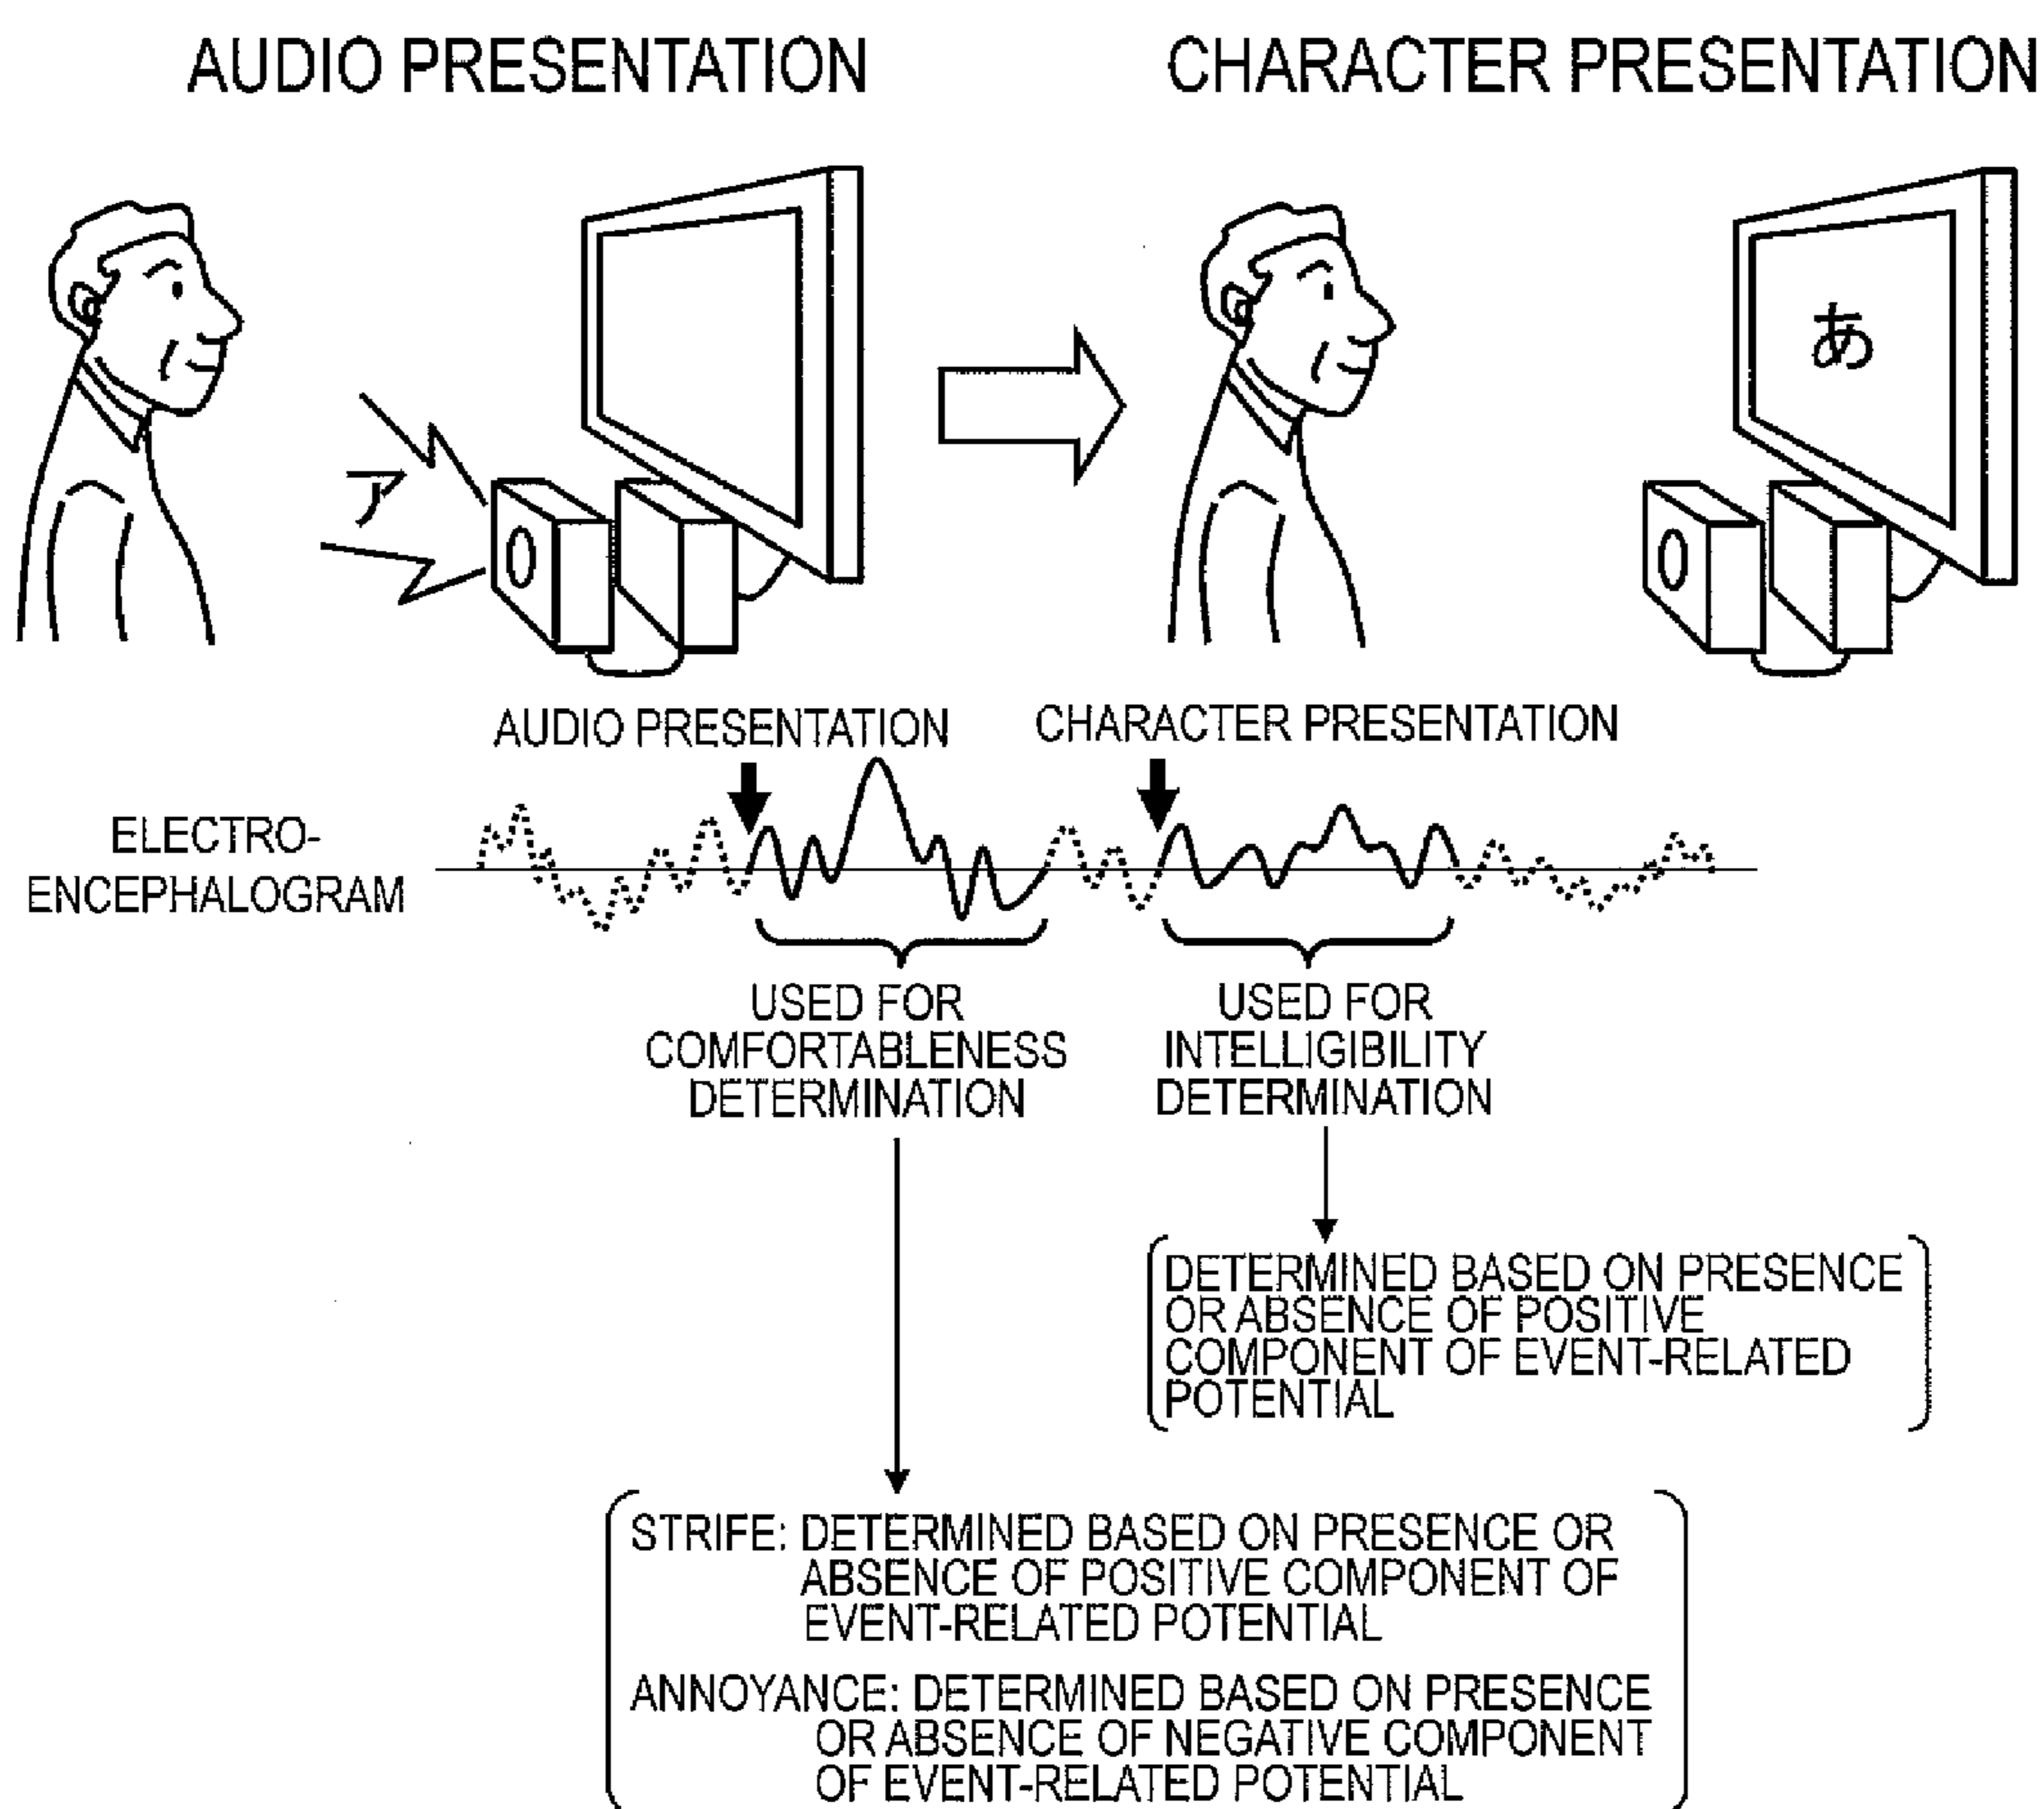 AUDIO PRESENTATION
CHARACTER PRESENTATION
ア
あ
AUDIO PRESENTATION
CHARACTER PRESENTATION
ELECTRO-
ENCEPHALOGRAM
USED FOR
COMFORTABLENESS
DETERMINATION
USED FOR
INTELLIGIBILITY
DETERMINATION
DETERMINED BASED ON PRESENCE
OR ABSENCE OF POSITIVE
COMPONENT OF EVENT-RELATED
POTENTIAL
STRIFE: DETERMINED BASED ON PRESENCE OR
ABSENCE OF POSITIVE COMPONENT OF
EVENT-RELATED POTENTIAL
ANNOYANCE: DETERMINED BASED ON PRESENCE
OR ABSENCE OF NEGATIVE COMPONENT
OF EVENT-RELATED POTENTIAL